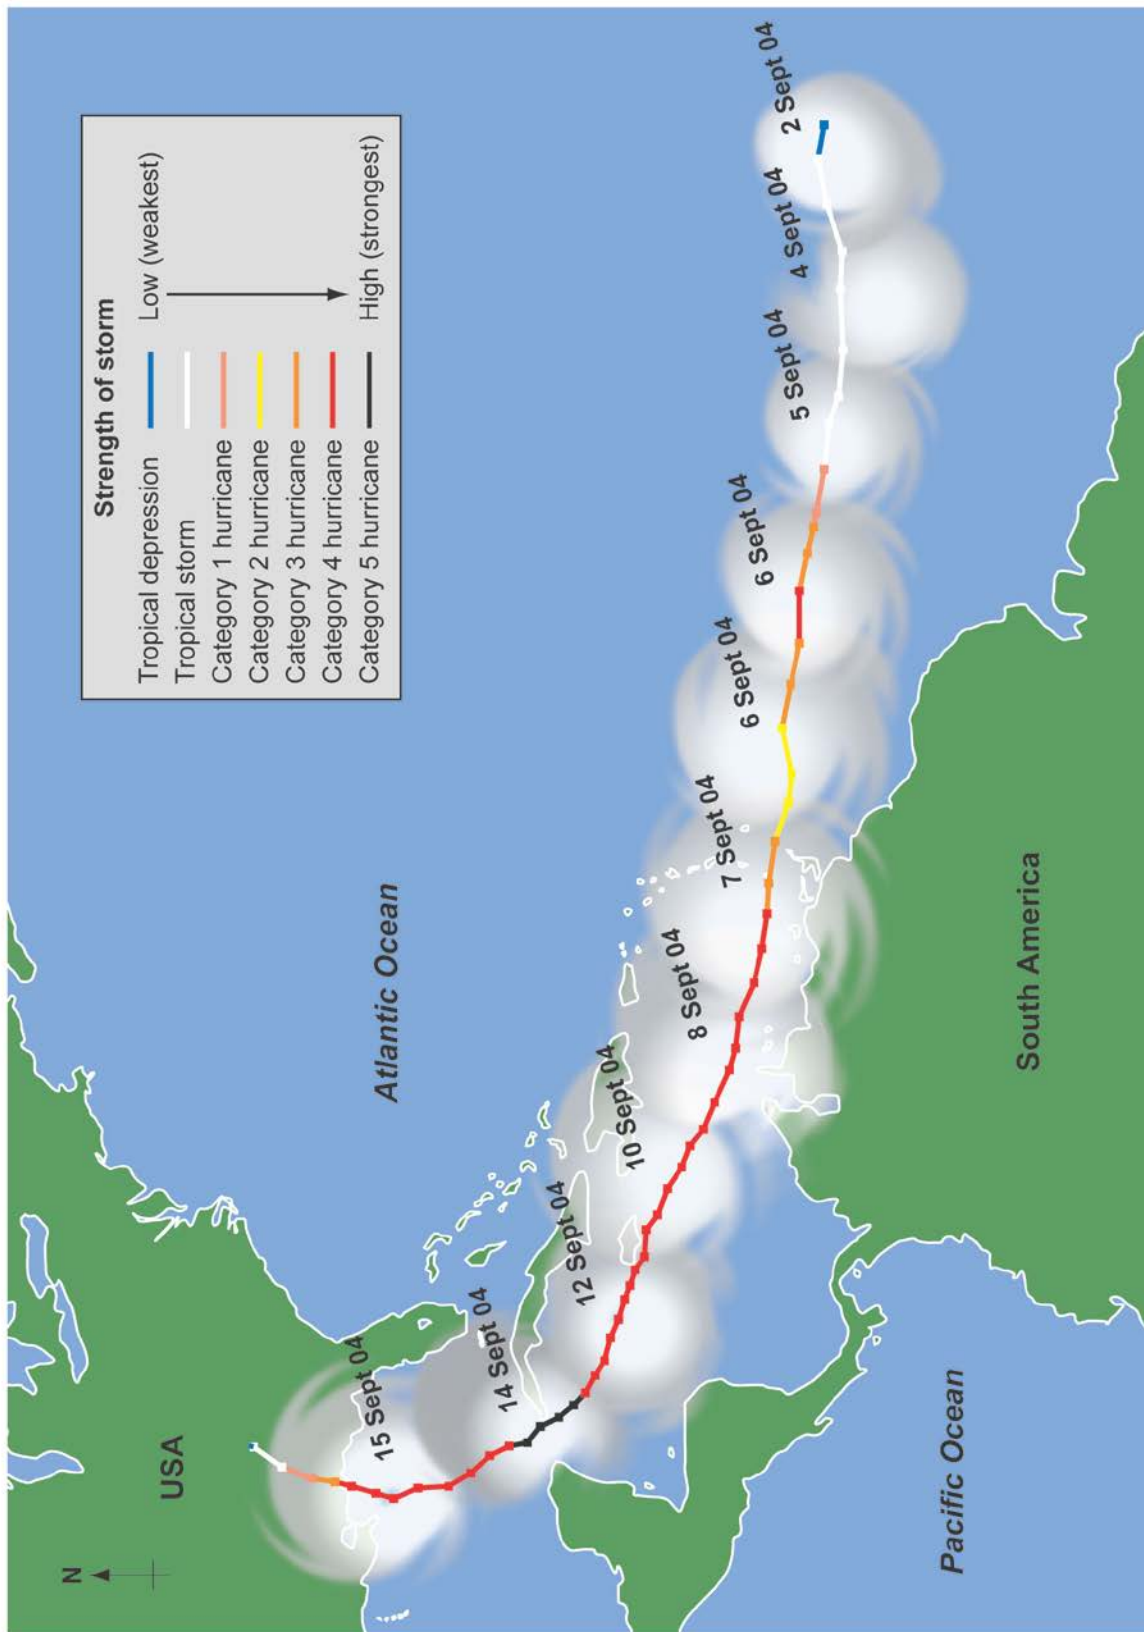 Strength of storm
Tropical depression
Low (weakest)
Tropical storm
Category 1 hurricane
Category 2 hurricane
Category 3 hurricane
Category 4 hurricane
Category 5 hurricane
High (strongest)
N
USA
Atlantic Ocean
Pacific Ocean
South America
15 Sept 04
14 Sept 04
12 Sept 04
10 Sept 04
8 Sept 04
7 Sept 04
6 Sept 04
6 Sept 04
5 Sept 04
4 Sept 04
2 Sept 04